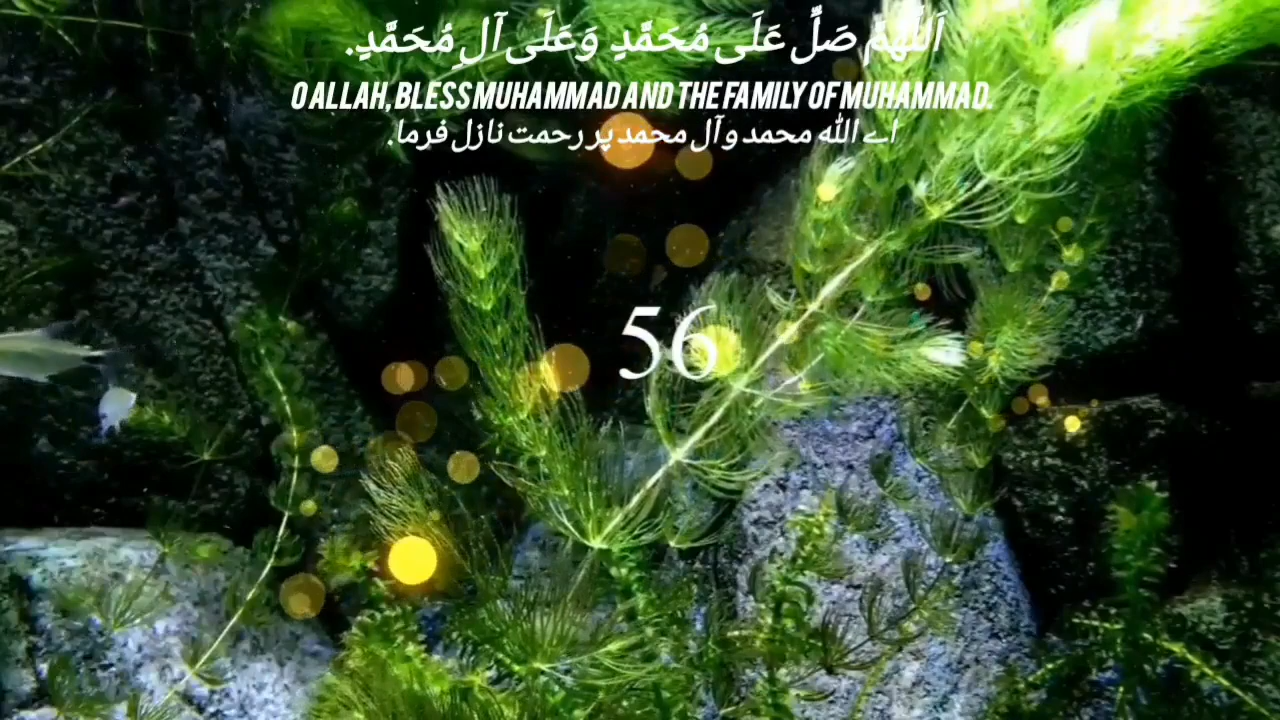 اَللّٰهُمَّ صَلِّ عَلَى مُحَمَّدٍ وَعَلَى آلِ مُحَمَّدٍ.
O ALLAH, BLESS MUHAMMAD AND THE FAMILY OF MUHAMMAD.
اے اللہ محمد و آل محمد پر رحمت نازل فرما.
56